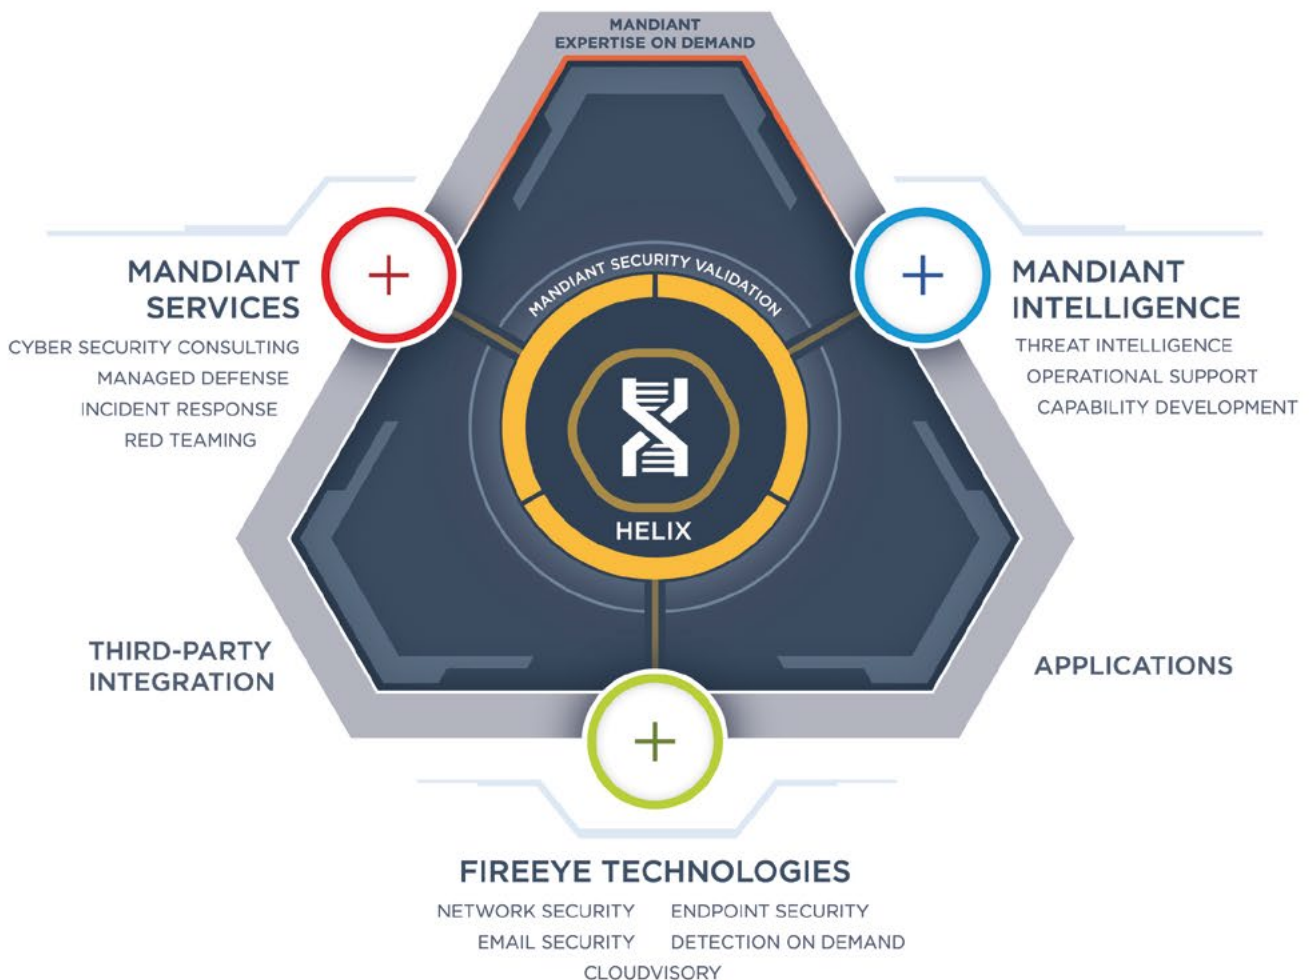 MANDIANT
EXPERTISE ON DEMAND
MANDIANT SECURITY VALIDATION
HELIX
MANDIANT
SERVICES
CYBER SECURITY CONSULTING
MANAGED DEFENSE
INCIDENT RESPONSE
RED TEAMING
MANDIANT
INTELLIGENCE
THREAT INTELLIGENCE
OPERATIONAL SUPPORT
CAPABILITY DEVELOPMENT
THIRD-PARTY
INTEGRATION
APPLICATIONS
FIREEYE TECHNOLOGIES
NETWORK SECURITY ENDPOINT SECURITY
EMAIL SECURITY DETECTION ON DEMAND
CLOUDVISORY